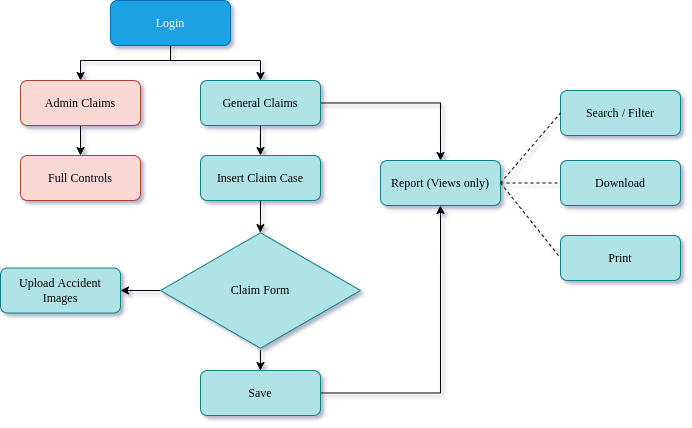 Login
Admin Claims
General Claims
Search / Filter
Full Controls
Insert Claim Case
Report (Views only)
Download
Print
Upload Accident
Images
Claim Form
Save